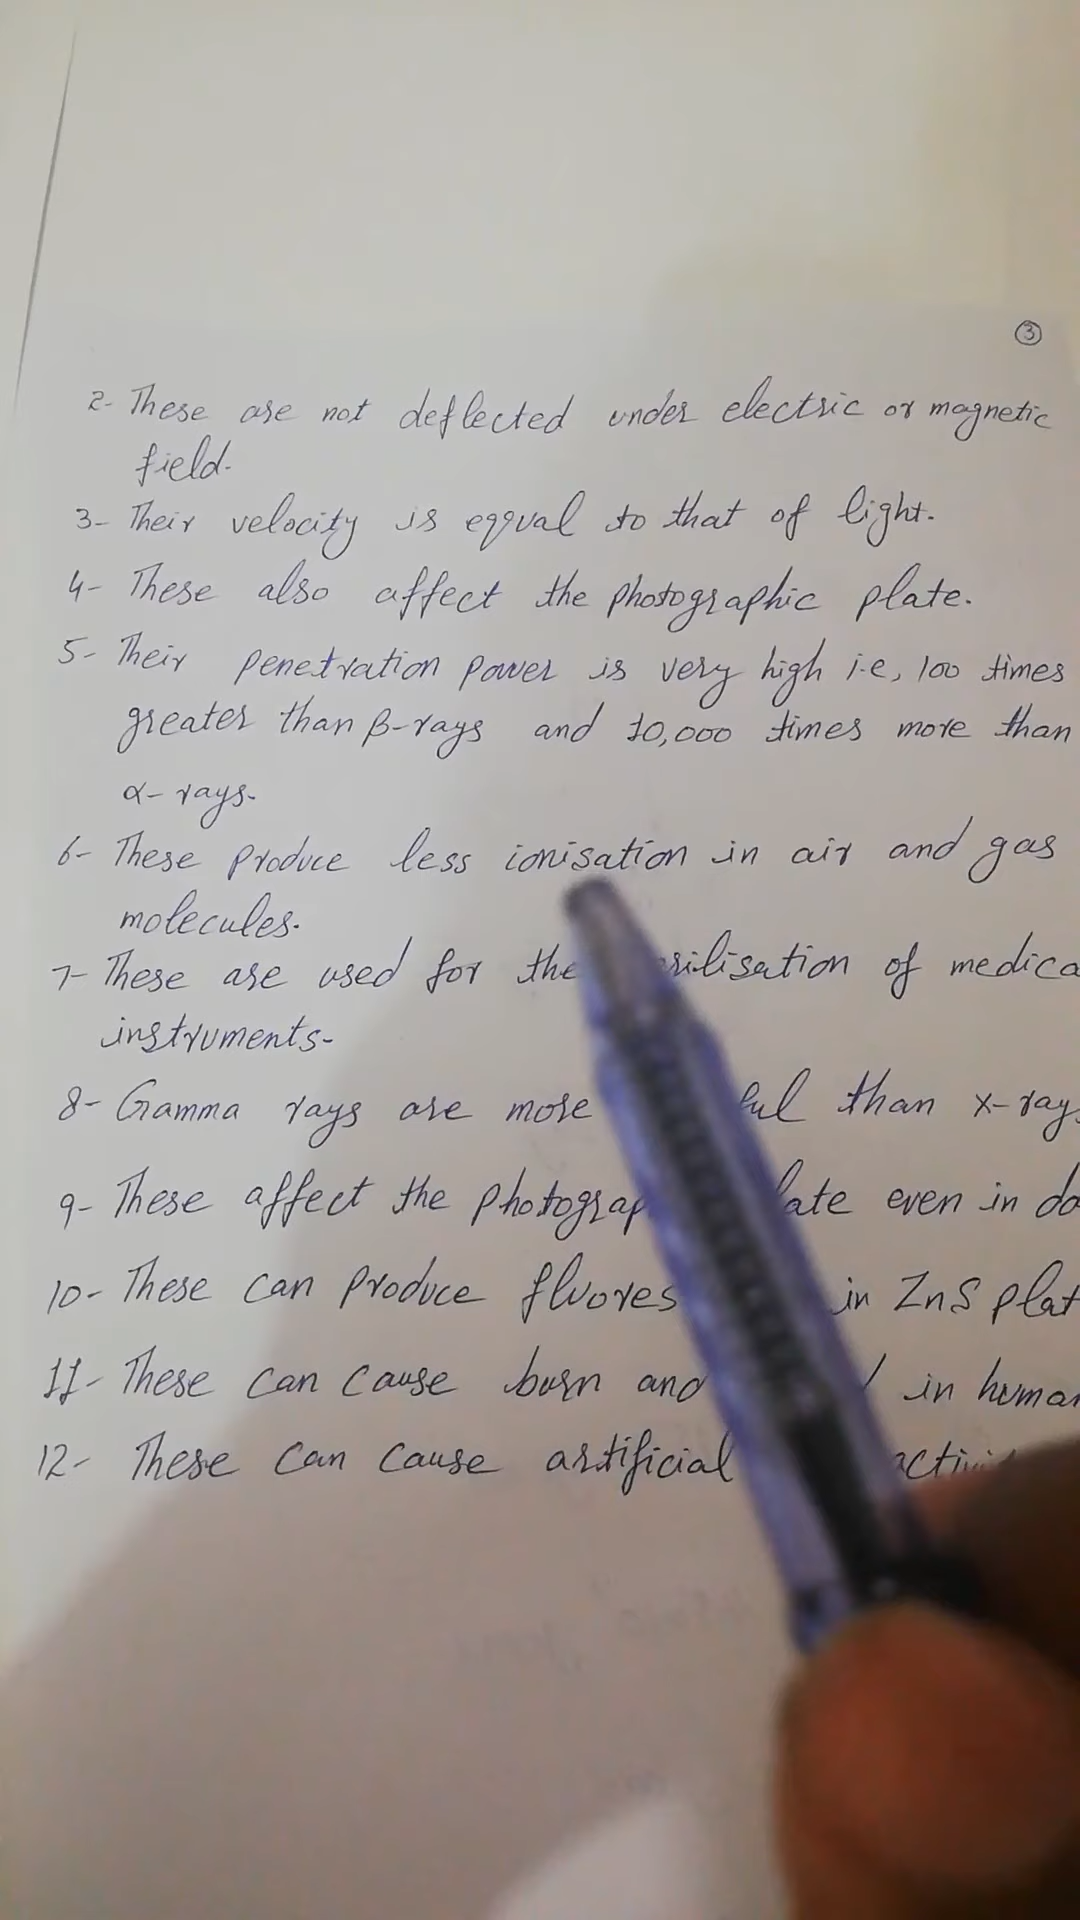 3
2- These are not deflected under electric or magnetic
field.
3- Their velocity is eqqual to that of light.
4- These also affect the photographic plate.
5- Their penetration power is very high i.e, 100 times
greater than β-rays and 10,000 times more than
α- rays.
6- These produce less ionisation in air and gas
molecules.
7- These are used for the of
instruments-
8- Gamma rays are more than
9- These affect the even in
10- These can produce in ZnS
11- These can cause burn and in
12- These can cause artificial